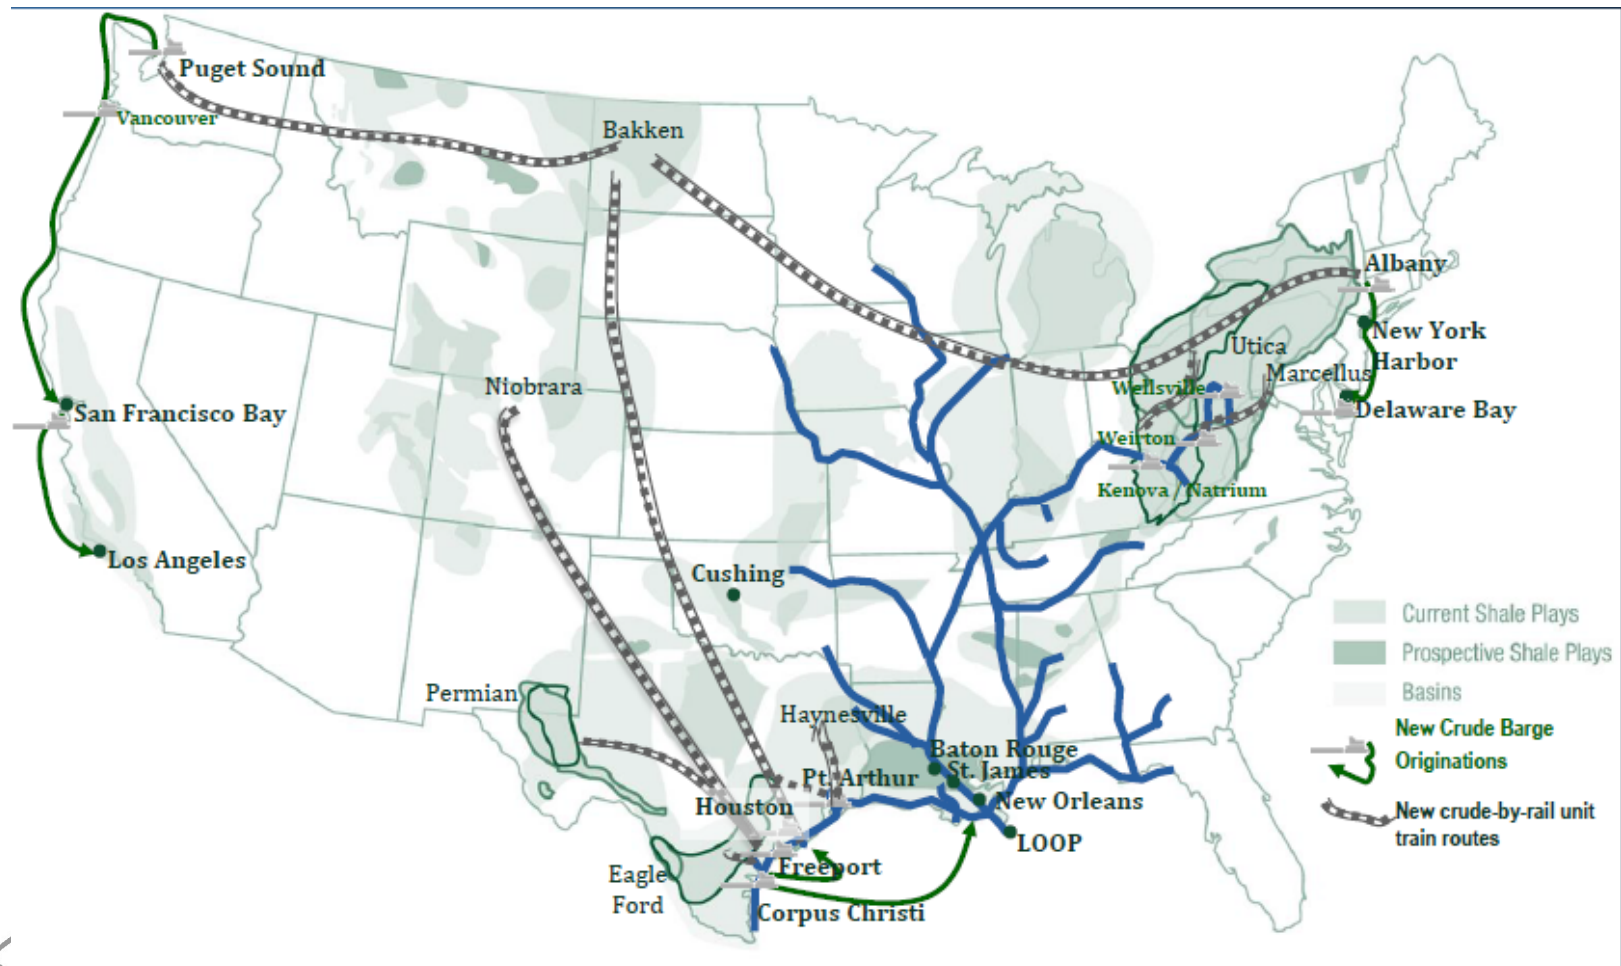 Puget Sound
Vancouver
Bakken
Albany
New York
Harbor
Utica
Marcellus
Wellsville
Delaware Bay
Niobrara
San Francisco Bay
Weirton
Kenova / Natrium
Los Angeles
Cushing
Current Shale Plays
Prospective Shale Plays
Basins
New Crude Barge
Originations
New crude-by-rail unit
train routes
Permian
Haynesville
Baton Rouge
Pt. Arthur
St. James
Houston
New Orleans
LOOP
Freeport
Eagle
Ford
Corpus Christi